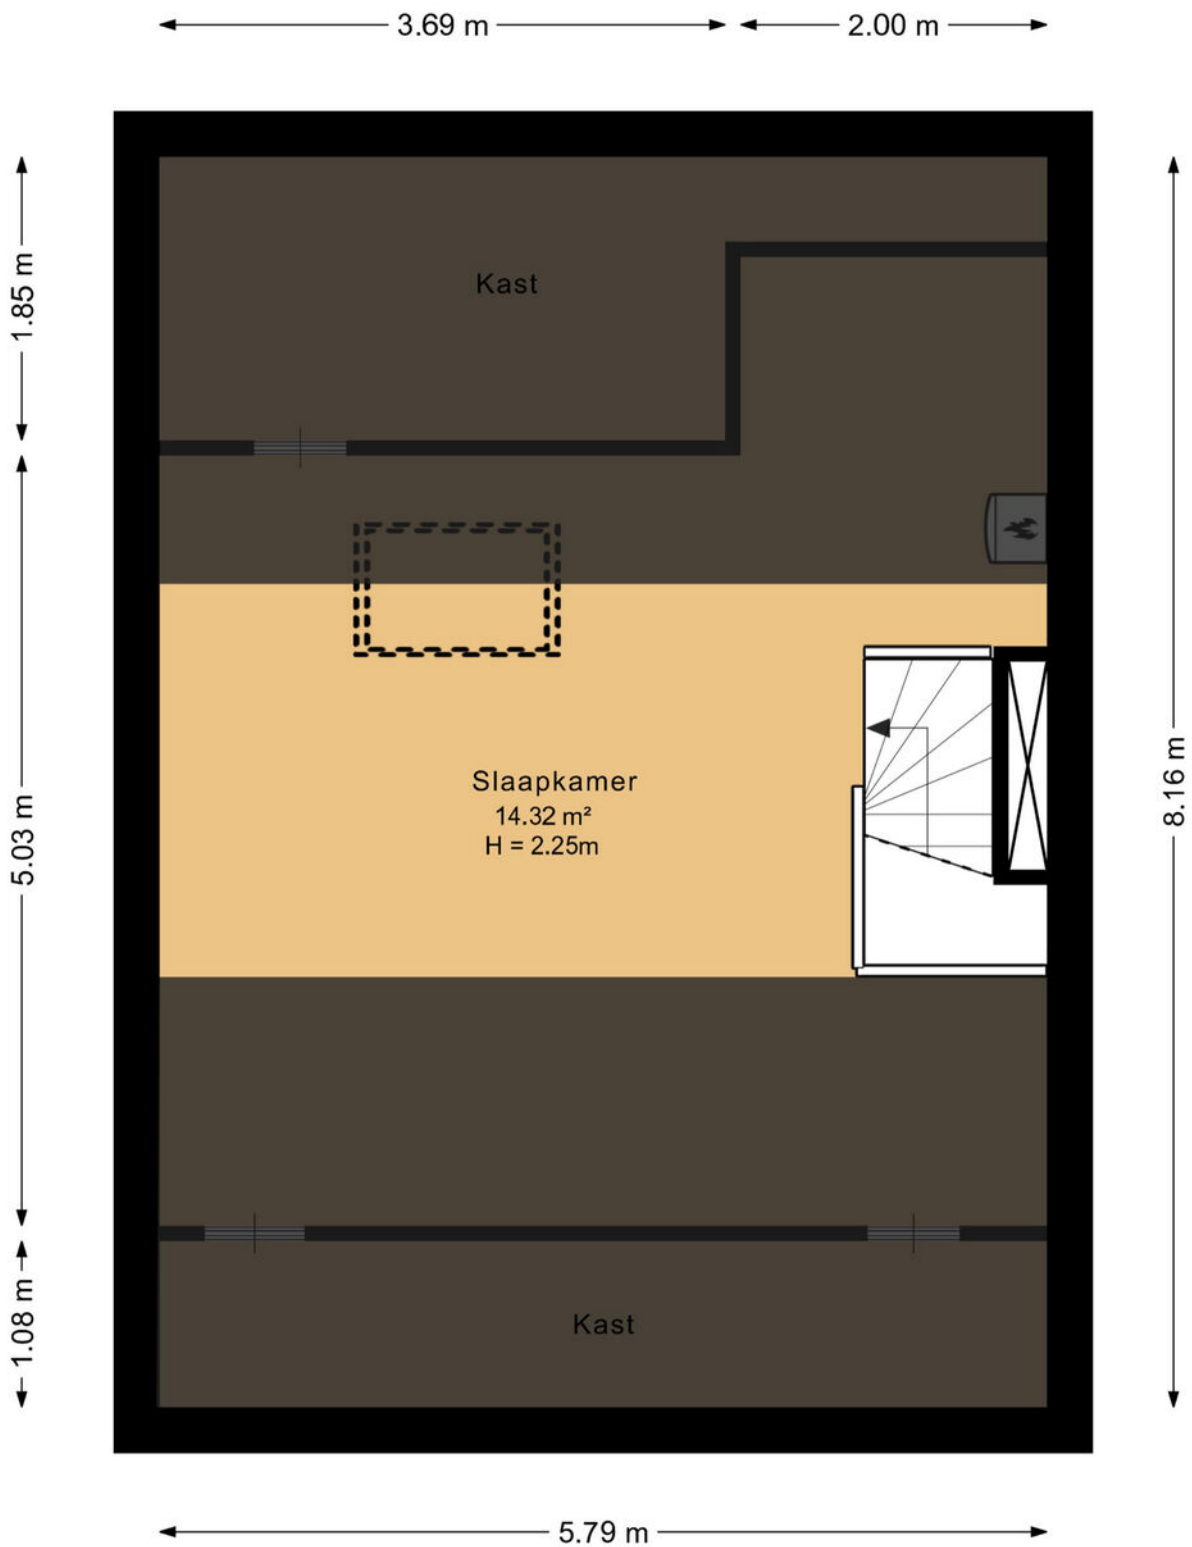 3.69 m
2.00 m
Kast
1.85 m
Slaapkamer
14.32 m²
H = 2.25m
5.03 m
8.16 m
Kast
1.08 m
5.79 m